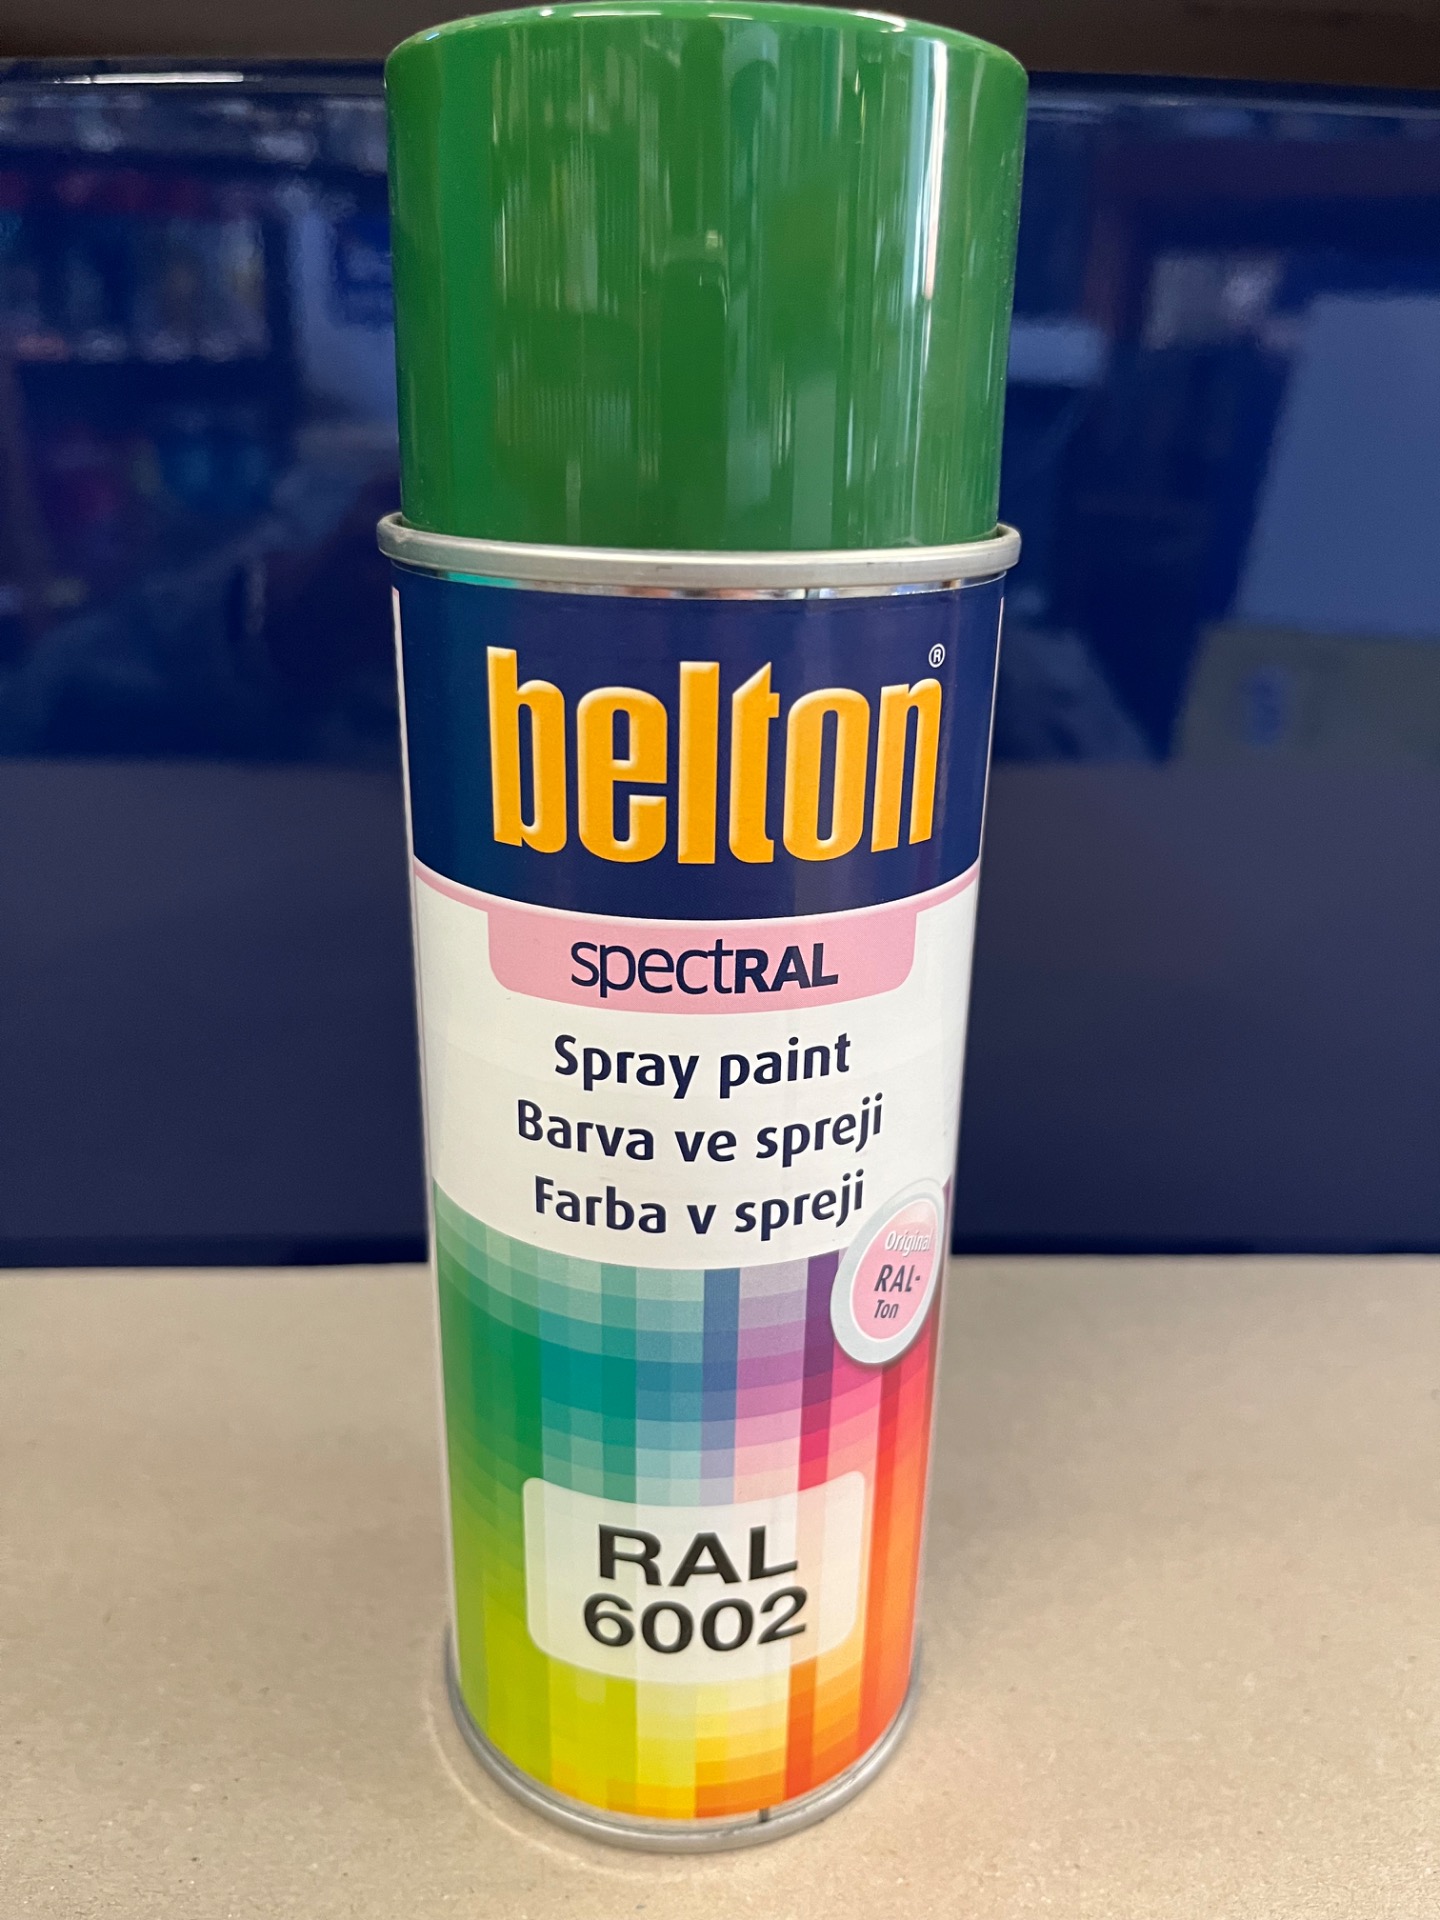 belton®
spectRAL
Spray paint
Barva ve spreji
Farba v spreji
Original
RAL-
Ton
RAL
6002